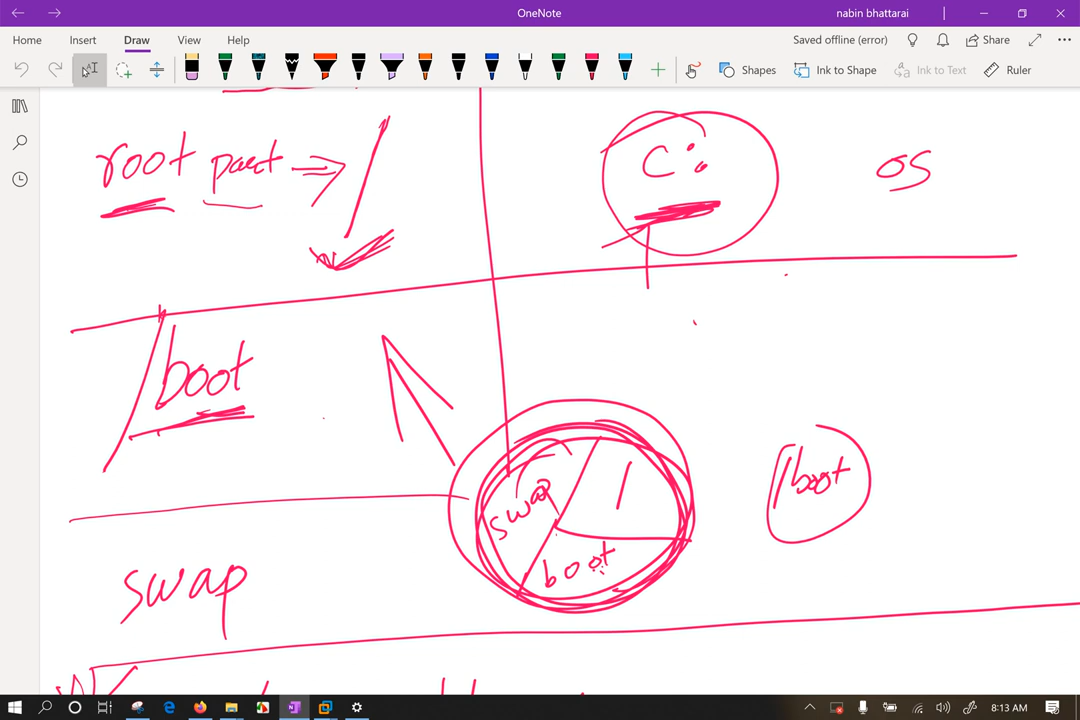 OneNote
nabin bhattarai
Home Insert Draw View Help
Saved offline (error)
Share
Shapes
Ink to Shape
Ink to Text
Ruler
root part ⇒ /
C:
OS
/boot
swap
/
boot
/boot
swap
8:13 AM